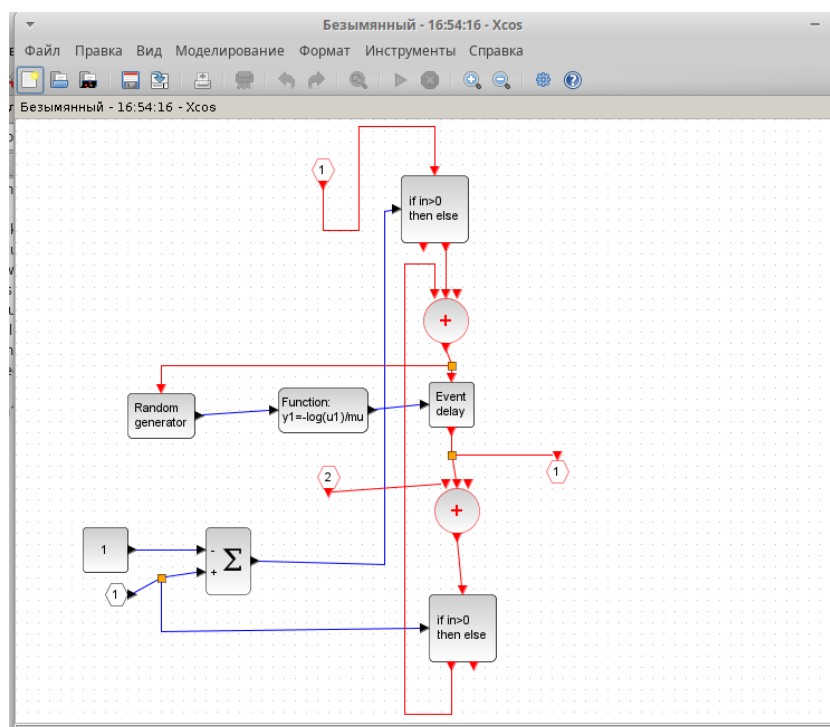 Безымянный - 16:54:16 - Xcos
Файл Правка Вид Моделирование Формат Инструменты Справка
Безымянный - 16:54:16 - Xcos
1
if in>0
then else
+
Random
generator
Function:
y1=-log(u1)/mu
Event
delay
2
1
+
1
-
+
Σ
1
if in>0
then else